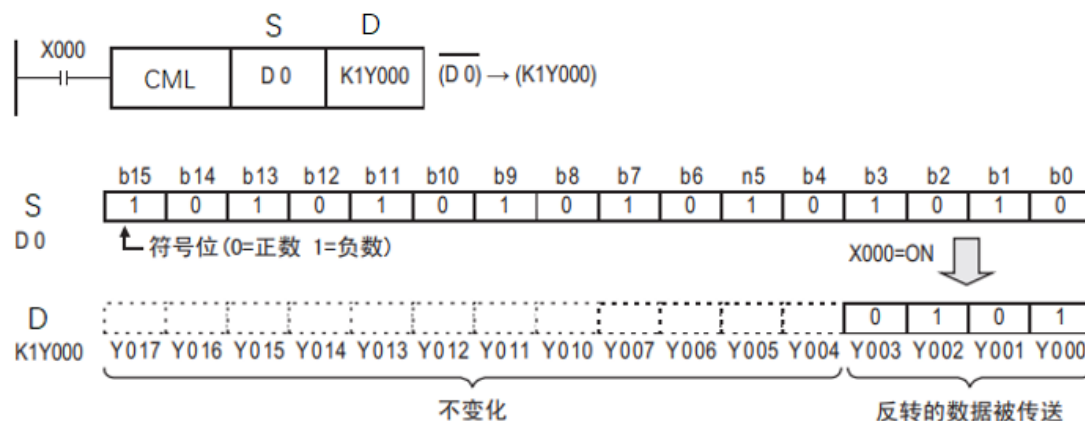 S D
X000
CML D 0 K1Y000 (D 0) → (K1Y000)
b15 b14 b13 b12 b11 b10 b9 b8 b7 b6 n5 b4 b3 b2 b1 b0
S 1 0 1 0 1 0 1 0 1 0 1 0 1 0 1 0
D 0
符号位(0=正数 1=负数)
X000=ON
D 0 1 0 1
K1Y000 Y017 Y016 Y015 Y014 Y013 Y012 Y011 Y010 Y007 Y006 Y005 Y004 Y003 Y002 Y001 Y000
不变化 反转的数据被传送